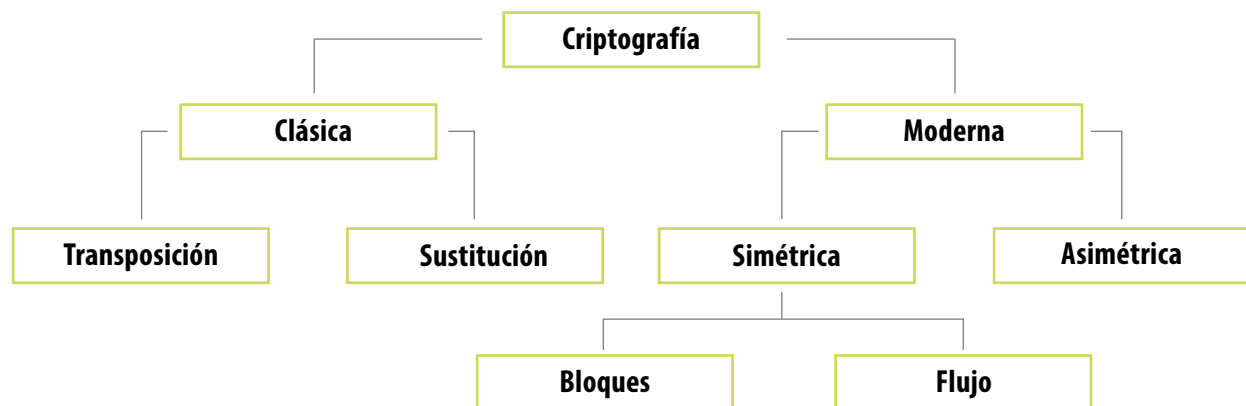 Criptografía
Clásica
Moderna
Transposición
Sustitución
Simétrica
Asimétrica
Bloques
Flujo